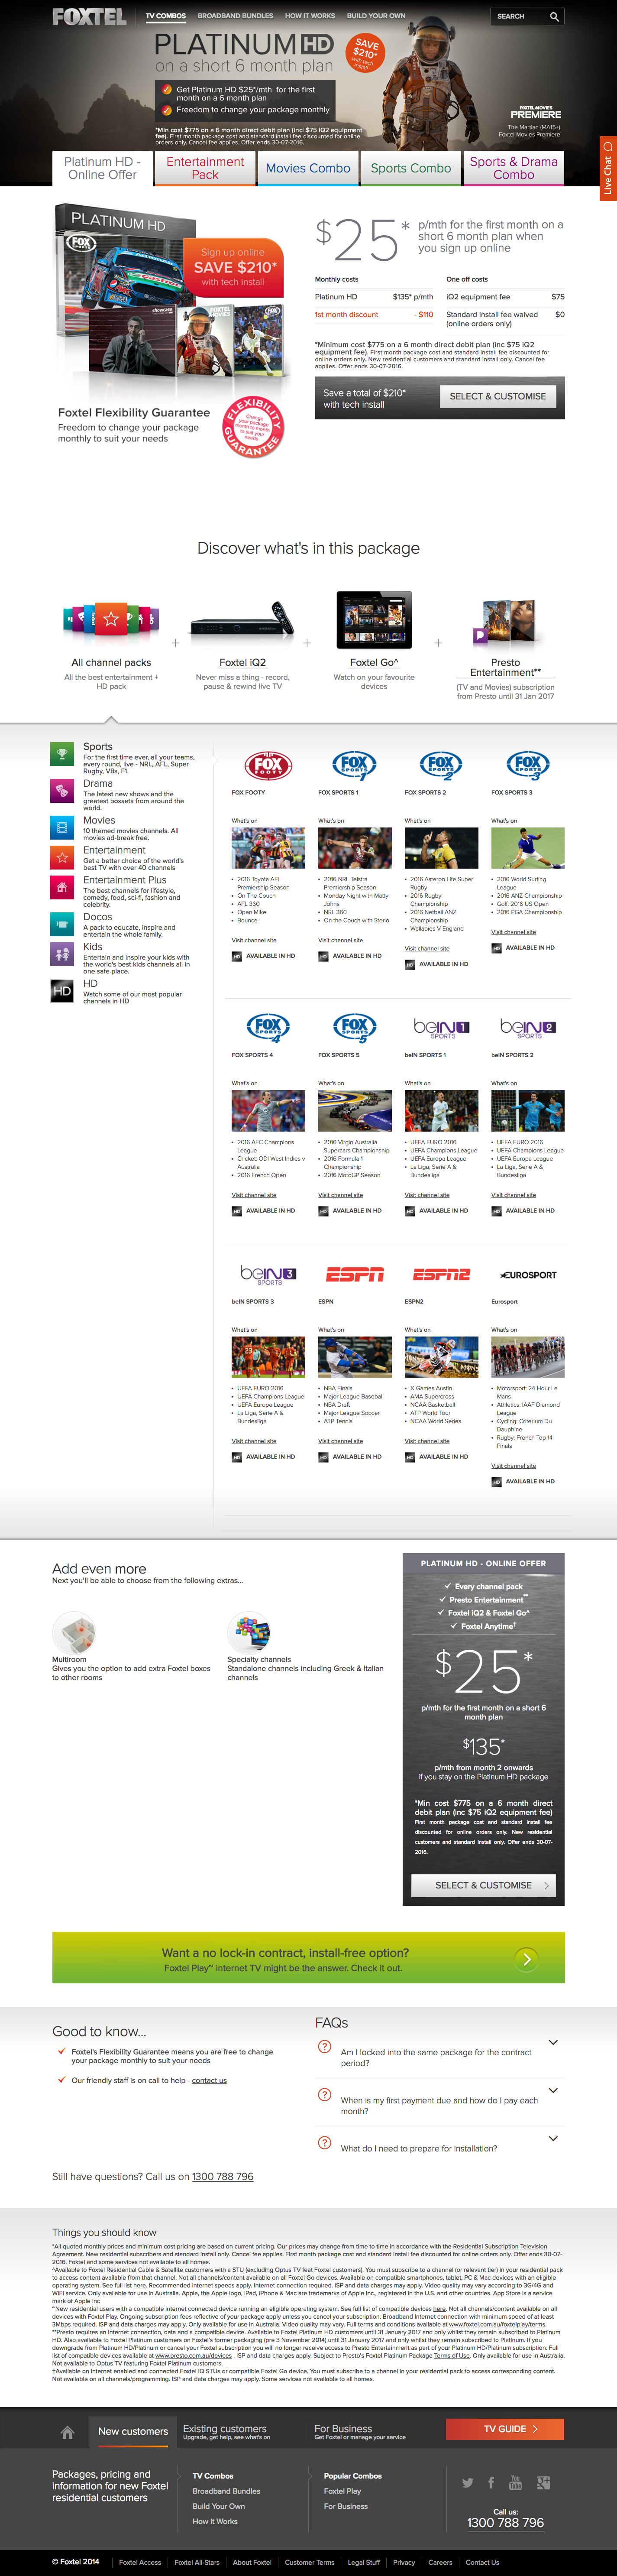 FOXTEL
TV COMBOS
BROADBAND BUNDLES
HOW IT WORKS
BUILD YOUR OWN
SEARCH
PLATINUM HD
on a short 6 month plan
SAVE
$210*
with tech
install
Get Platinum HD $25*/mth for the first
month on a 6 month plan
Freedom to change your package monthly
*Min cost $775 on a 6 month direct debit plan (incl $75 iQ2 equipment
fee). First month package cost and standard install fee discounted for online
orders only. Cancel fee applies. Offer ends 30-07-2016.
FOXTEL MOVIES
PREMIERE
The Martian (MA15+)
Foxtel Movies Premiere
Live Chat
Platinum HD -
Online Offer
Entertainment
Pack
Movies Combo
Sports Combo
Sports & Drama
Combo
PLATINUM HD
Sign up online
SAVE $210*
with tech install
Foxtel Flexibility Guarantee
Freedom to change your package
monthly to suit your needs
FLEXIBILITY
Change
your package
month to month
to suit your
needs
GUARANTEE
$25*
p/mth for the first month on a
short 6 month plan when
you sign up online
Monthly costs
One off costs
Platinum HD $135* p/mth
iQ2 equipment fee $75
1st month discount - $110
Standard install fee waived $0
(online orders only)
*Minimum cost $775 on a 6 month direct debit plan (inc $75 iQ2
equipment fee). First month package cost and standard install fee discounted for
online orders only. New residential customers and standard install only. Cancel fee
applies. Offer ends 30-07-2016.
Save a total of $210*
with tech install
SELECT & CUSTOMISE
Discover what's in this package
All channel packs
All the best entertainment +
HD pack
+
Foxtel iQ2
Never miss a thing - record,
pause & rewind live TV
+
Foxtel Go^
Watch on your favourite
devices
+
Presto
Entertainment**
(TV and Movies) subscription
from Presto until 31 Jan 2017
Sports
For the first time ever, all your teams,
every round, live - NRL, AFL, Super
Rugby, V8s, F1.
Drama
The latest new shows and the
greatest boxsets from around the
world.
Movies
10 themed movies channels. All
movies ad-break free.
Entertainment
Get a better choice of the world's
best TV with over 40 channels
Entertainment Plus
The best channels for lifestyle,
comedy, food, sci-fi, fashion and
celebrity.
Docos
A pack to educate, inspire and
entertain the whole family.
Kids
Entertain and inspire your kids with
the world's best kids channels all in
one safe place.
HD
Watch some of our most popular
channels in HD
FOX FOOTY
What's on
2016 Toyota AFL
Premiership Season
On The Couch
AFL 360
Open Mike
Bounce
Visit channel site
HD AVAILABLE IN HD
FOX SPORTS 1
What's on
2016 NRL Telstra
Premiership Season
Monday Night with Matty
Johns
NRL 360
On the Couch with Sterlo
Visit channel site
HD AVAILABLE IN HD
FOX SPORTS 2
What's on
2016 Asteron Life Super
Rugby
2016 Rugby
Championship
2016 Netball ANZ
Championship
Wallabies V England
Visit channel site
HD AVAILABLE IN HD
FOX SPORTS 3
What's on
2016 World Surfing
League
2016 ANZ Championship
Golf: 2016 US Open
2016 PGA Championship
Visit channel site
HD AVAILABLE IN HD
FOX SPORTS 4
What's on
2016 AFC Champions
League
Cricket: ODI West Indies v
Australia
2016 French Open
Visit channel site
HD AVAILABLE IN HD
FOX SPORTS 5
What's on
2016 Virgin Australia
Supercars Championship
2016 Formula 1
Championship
2016 MotoGP Season
Visit channel site
HD AVAILABLE IN HD
beIN SPORTS 1
What's on
UEFA EURO 2016
UEFA Champions League
UEFA Europa League
La Liga, Serie A &
Bundesliga
Visit channel site
HD AVAILABLE IN HD
beIN SPORTS 2
What's on
UEFA EURO 2016
UEFA Champions League
UEFA Europa League
La Liga, Serie A &
Bundesliga
Visit channel site
HD AVAILABLE IN HD
beIN SPORTS 3
What's on
UEFA EURO 2016
UEFA Champions League
UEFA Europa League
La Liga, Serie A &
Bundesliga
Visit channel site
HD AVAILABLE IN HD
ESPN
ESPN
What's on
NBA Finals
Major League Baseball
NBA Draft
Major League Soccer
ATP Tennis
Visit channel site
HD AVAILABLE IN HD
ESPN2
ESPN2
What's on
X Games Austin
AMA Supercross
NCAA Basketball
ATP World Tour
NCAA World Series
Visit channel site
HD AVAILABLE IN HD
EUROSPORT
Eurosport
What's on
Motorsport: 24 Hour Le
Mans
Athletics: IAAF Diamond
League
Cycling: Criterium Du
Dauphine
Rugby: French Top 14
Finals
Visit channel site
HD AVAILABLE IN HD
Add even more
Next you'll be able to choose from the following extras...
Multiroom
Gives you the option to add extra Foxtel boxes
to other rooms
Specialty channels
Standalone channels including Greek & Italian
channels
PLATINUM HD - ONLINE OFFER
Every channel pack
Presto Entertainment**
Foxtel iQ2 & Foxtel Go^
Foxtel Anytime†
$25*
p/mth for the first month on a short 6
month plan
$135*
p/mth from month 2 onwards
if you stay on the Platinum HD package
*Min cost $775 on a 6 month direct
debit plan (inc $75 iQ2 equipment fee)
First month package cost and standard install fee
discounted for online orders only. New residential
customers and standard install only. Offer ends 30-07-
2016.
SELECT & CUSTOMISE
Want a no lock-in contract, install-free option?
Foxtel Play™ internet TV might be the answer. Check it out.
Good to know...
Foxtel's Flexibility Guarantee means you are free to change
your package monthly to suit your needs
Our friendly staff is on call to help - contact us
Still have questions? Call us on 1300 788 796
FAQs
Am I locked into the same package for the contract
period?
When is my first payment due and how do I pay each
month?
What do I need to prepare for installation?
Things you should know
*All quoted monthly prices and minimum cost pricing are based on current pricing. Our prices may change from time to time in accordance with the Residential Subscription Television
Agreement. New residential subscribers and standard install only. Cancel fee applies. First month package cost and standard install fee discounted for online orders only. Offer ends 30-07-
2016. Foxtel and some services not available to all homes.
^Available to Foxtel Residential Cable & Satellite customers with a STU (excluding Optus TV feat Foxtel customers). You must subscribe to a channel (or relevant tier) in your residential pack
to access content available from that channel. Not all channels/content available on all Foxtel Go devices. Available on compatible smartphones, tablet, PC & Mac devices with an eligible
operating system. See full list here. Recommended internet speeds apply. Internet connection required. ISP and data charges may apply. Video quality may vary according to 3G/4G and
WIFI service. Only available for use in Australia. Apple, the Apple logo, iPad, iPhone & Mac are trademarks of Apple Inc., registered in the U.S. and other countries. App Store is a service
mark of Apple Inc
™New residential users with a compatible internet connected device running an eligible operating system. See full list of compatible devices here. Not all channels/content available on all
devices with Foxtel Play. Ongoing subscription fees reflective of your package apply unless you cancel your subscription. Broadband Internet connection with minimum speed of at least
3Mbps required. ISP and data charges may apply. Only available for use in Australia. Video quality may vary. Full terms and conditions available at www.foxtel.com.au/foxtelplay/terms.
**Presto requires an internet connection, data and a compatible device. Available to Foxtel Platinum HD customers until 31 January 2017 and only whilst they remain subscribed to Platinum
HD. Also available to Foxtel Platinum customers on Foxtel's former packaging (pre 3 November 2014) until 31 January 2017 and only whilst they remain subscribed to Platinum. If you
downgrade from Platinum HD/Platinum or cancel your Foxtel subscription you will no longer receive access to Presto Entertainment as part of your Platinum HD/Platinum subscription. Full
list of compatible devices available at www.presto.com.au/devices . ISP and data charges may apply. Subject to Presto's Foxtel Platinum Package Terms of Use. Only available for use in Australia.
Not available to Optus TV featuring Foxtel Platinum customers.
†Available on internet enabled and connected Foxtel iQ STUs or compatible Foxtel Go device. You must subscribe to a channel in your residential pack to access corresponding content.
Not available on all channels/programming. ISP and data charges may apply. Some services not available to all homes.
New customers
Existing customers
Upgrade, get help, see what's on
For Business
Get Foxtel or manage your service
TV GUIDE
Packages, pricing and
information for new Foxtel
residential customers
TV Combos
Broadband Bundles
Build Your Own
How it Works
Popular Combos
Foxtel Play
For Business
Call us:
1300 788 796
© Foxtel 2014
Foxtel Access
Foxtel All-Stars
About Foxtel
Customer Terms
Legal Stuff
Privacy
Careers
Contact Us